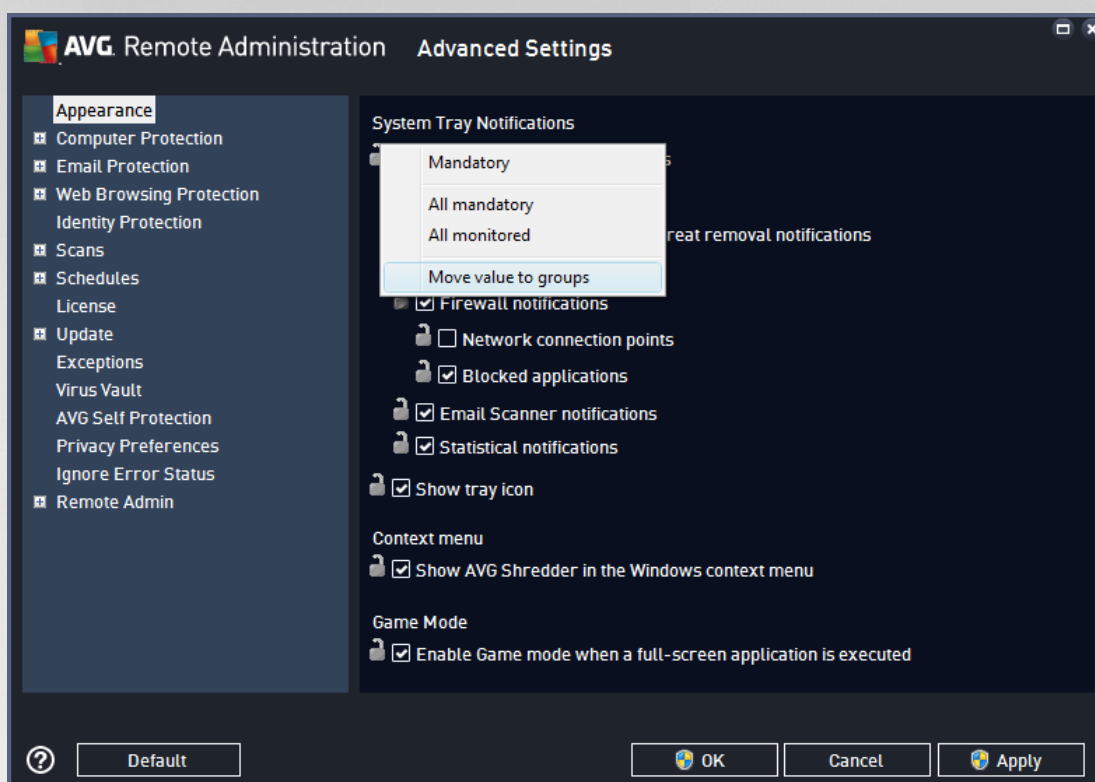 AVG. Remote Administration Advanced Settings
Appearance
Computer Protection
Email Protection
Web Browsing Protection
Identity Protection
Scans
Schedules
License
Update
Exceptions
Virus Vault
AVG Self Protection
Privacy Preferences
Ignore Error Status
Remote Admin
System Tray Notifications
Mandatory
All mandatory
All monitored
removal notifications
Move value to groups
Firewall notifications
Network connection points
Blocked applications
Email Scanner notifications
Statistical notifications
Show tray icon
Context menu
Show AVG Shredder in the Windows context menu
Game Mode
Enable Game mode when a full-screen application is executed
? Default OK Cancel Apply